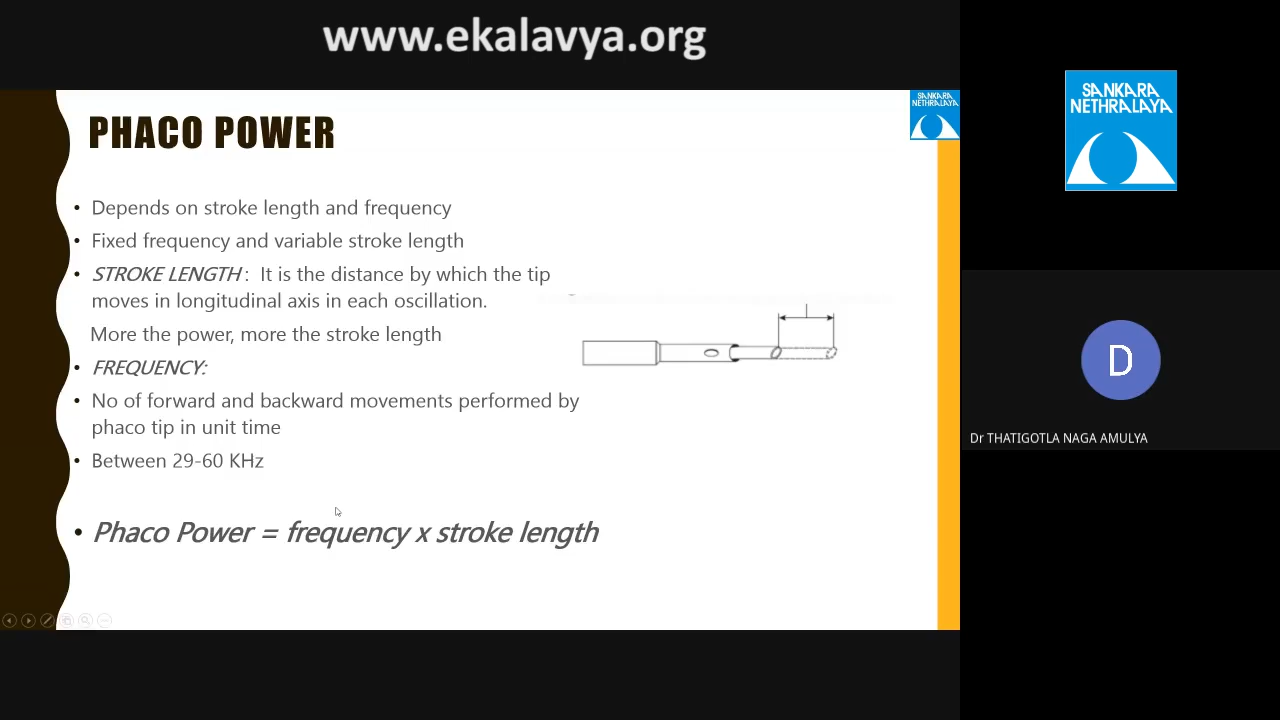 www.ekalavya.org
SANKARA
NETHRALAYA
PHACO POWER
• Depends on stroke length and frequency
• Fixed frequency and variable stroke length
• STROKE LENGTH : It is the distance by which the tip
moves in longitudinal axis in each oscillation.
More the power, more the stroke length
• FREQUENCY:
• No of forward and backward movements performed by
phaco tip in unit time
• Between 29-60 KHz
• Phaco Power = frequency x stroke length
SANKARA
NETHRALAYA
D
Dr THATIGOTLA NAGA AMULYA